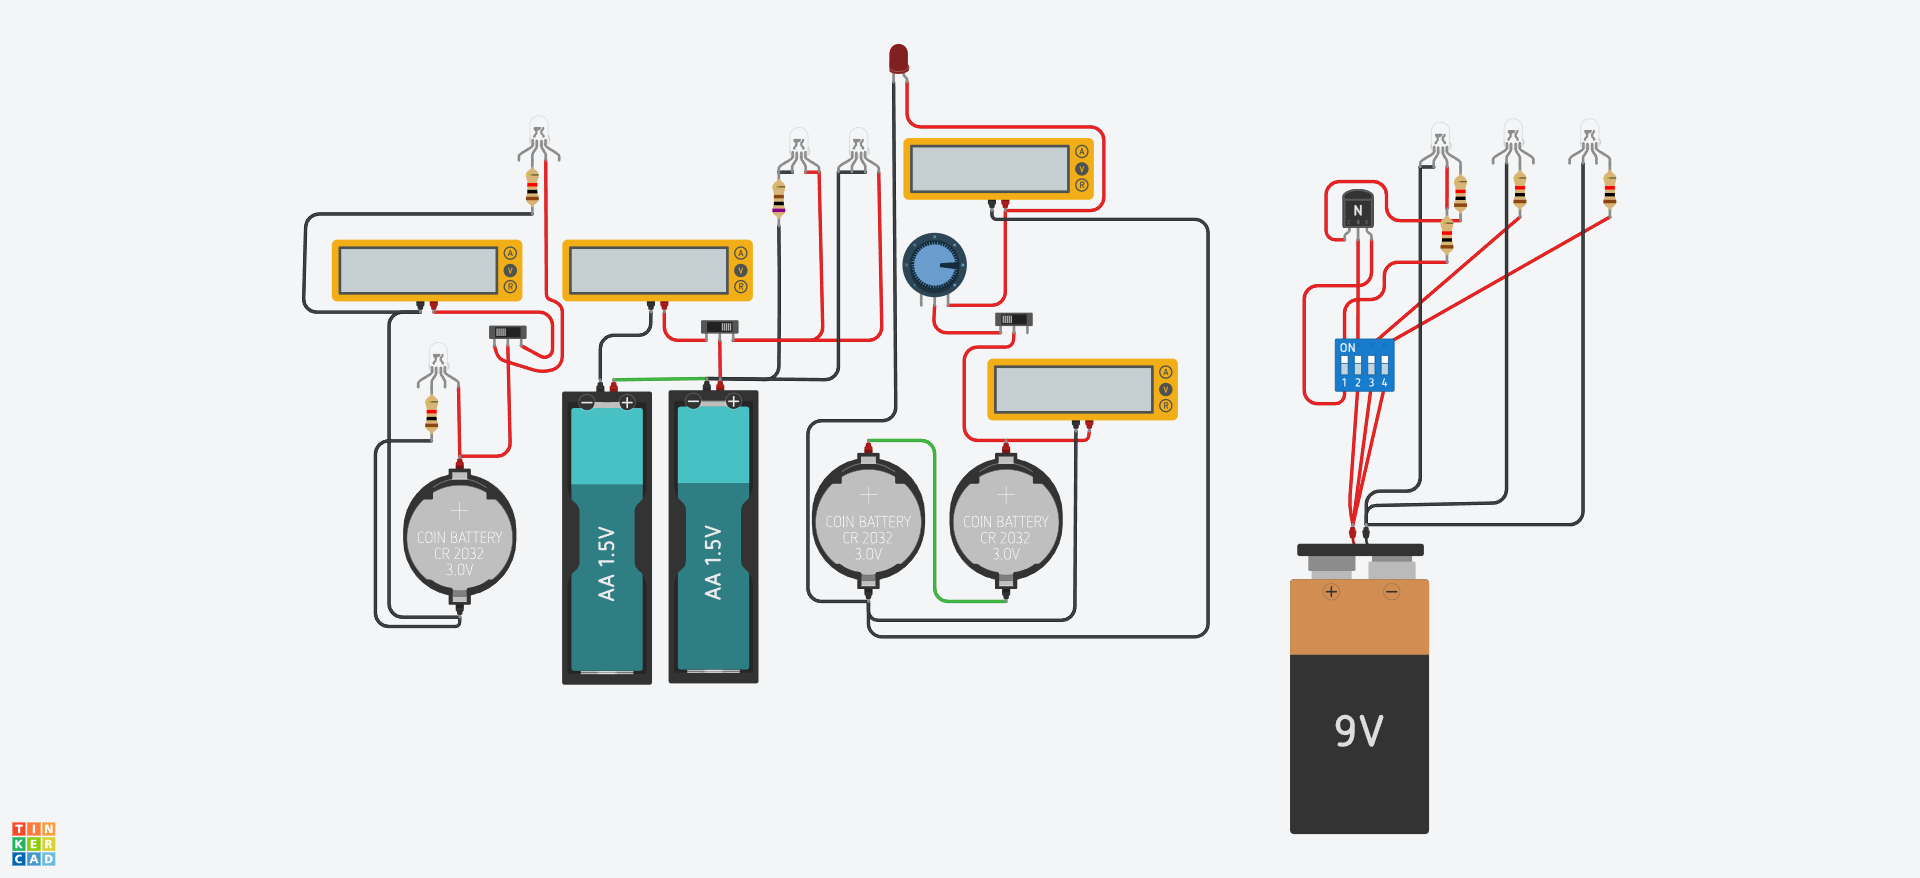 A
V
R
A
V
R
A
V
R
A
V
R
N
ON
1 2 3 4
COIN BATTERY
CR 2032
3.0V
AA 1.5V
AA 1.5V
COIN BATTERY
CR 2032
3.0V
COIN BATTERY
CR 2032
3.0V
9V
TIN
KER
CAD